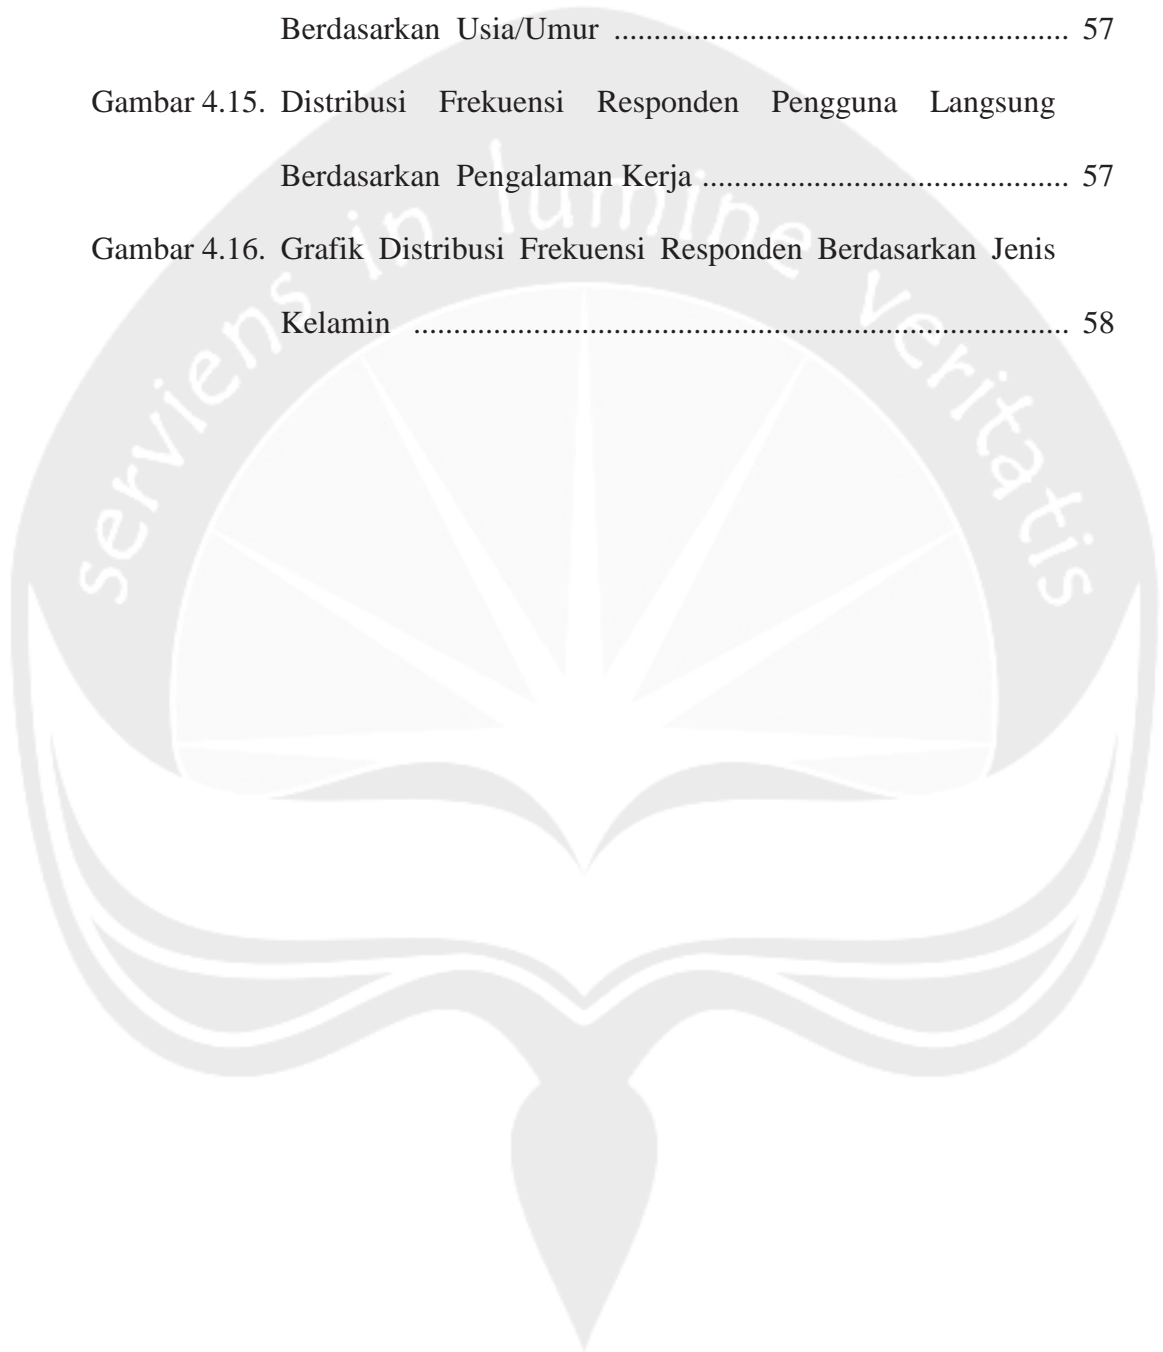 Berdasarkan Usia/Umur ........................................................ 57
Gambar 4.15. Distribusi Frekuensi Responden Pengguna Langsung
Berdasarkan Pengalaman Kerja ............................................. 57
Gambar 4.16. Grafik Distribusi Frekuensi Responden Berdasarkan Jenis
Kelamin ................................................................................. 58
serviens in lumine veritatis